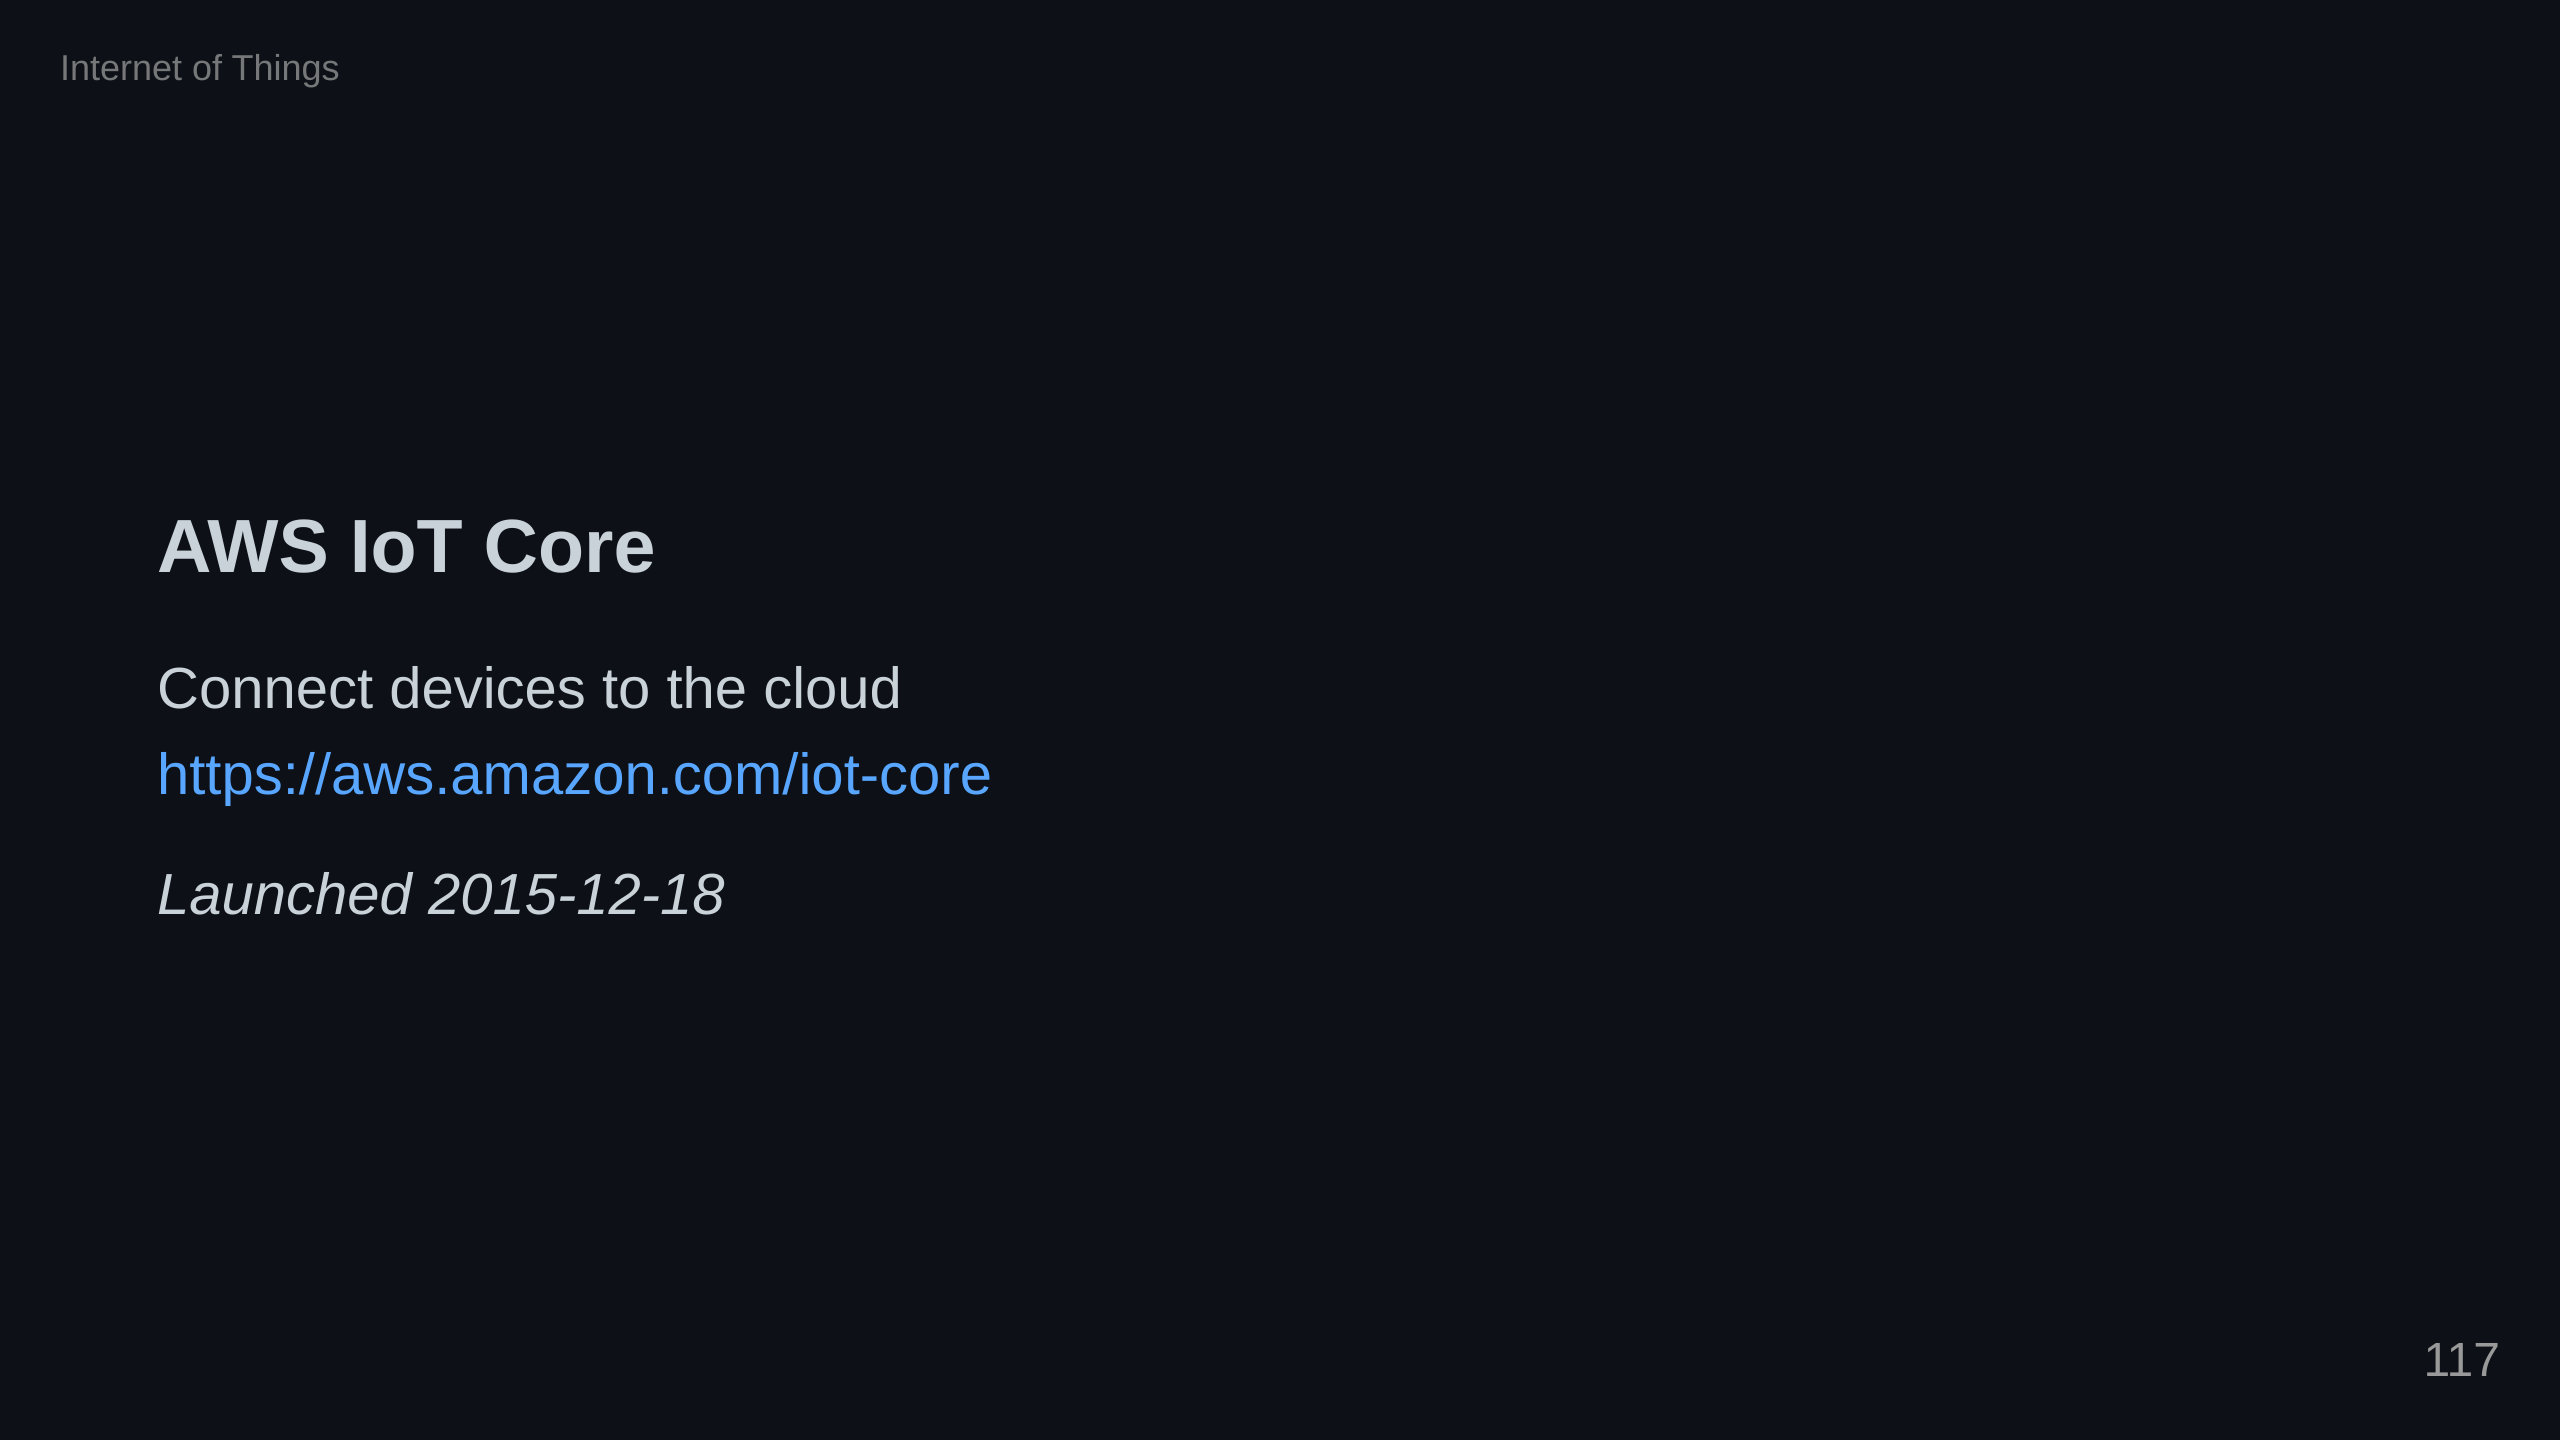 Internet of Things
AWS IoT Core
Connect devices to the cloud
https://aws.amazon.com/iot-core
Launched 2015-12-18
117